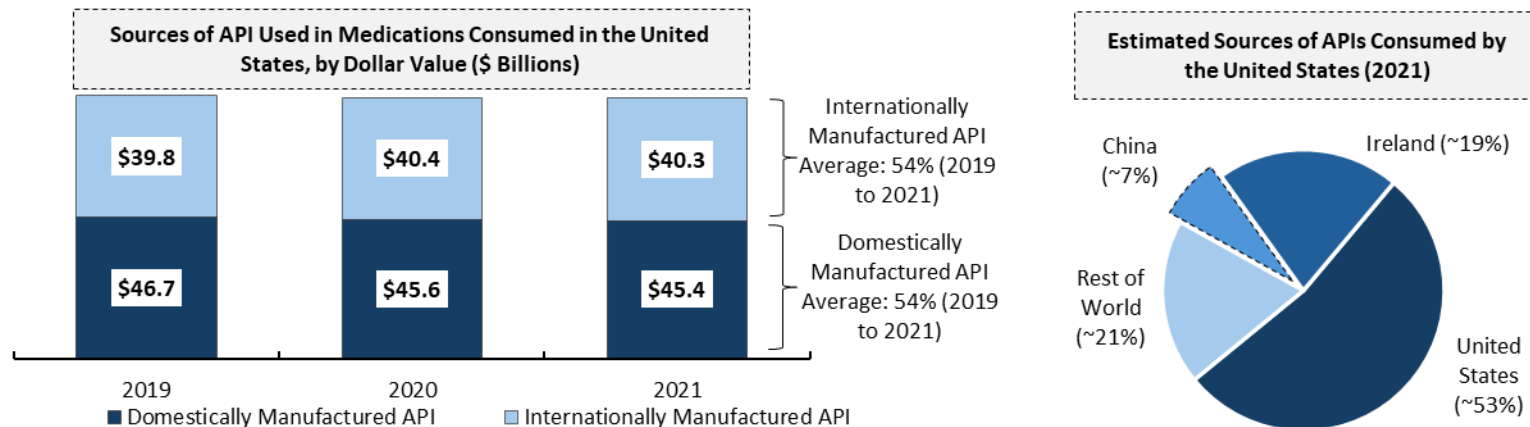 Sources of API Used in Medications Consumed in the United
States, by Dollar Value ($ Billions)
$39.8
$40.4
$40.3
$46.7
$45.6
$45.4
Internationally
Manufactured API
Average: 54% (2019
to 2021)
Domestically
Manufactured API
Average: 54% (2019
to 2021)
2019
2020
2021
Domestically Manufactured API
Internationally Manufactured API
Estimated Sources of APIs Consumed by
the United States (2021)
China
(~7%)
Ireland (~19%)
Rest of
World
(~21%)
United
States
(~53%)